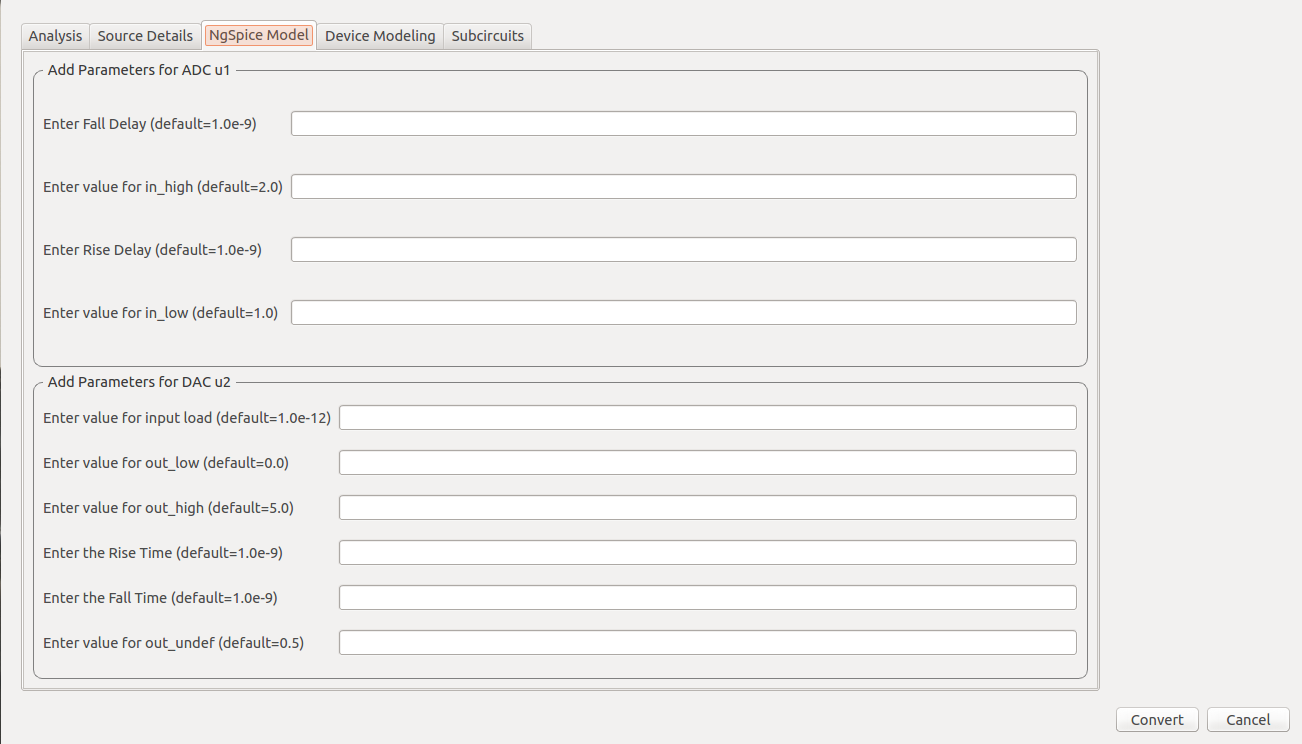 Analysis Source Details NgSpice Model Device Modeling Subcircuits
Add Parameters for ADC u1
Enter Fall Delay (default=1.0e-9)
Enter value for in_high (default=2.0)
Enter Rise Delay (default=1.0e-9)
Enter value for in_low (default=1.0)
Add Parameters for DAC u2
Enter value for input load (default=1.0e-12)
Enter value for out_low (default=0.0)
Enter value for out_high (default=5.0)
Enter the Rise Time (default=1.0e-9)
Enter the Fall Time (default=1.0e-9)
Enter value for out_undef (default=0.5)
Convert Cancel